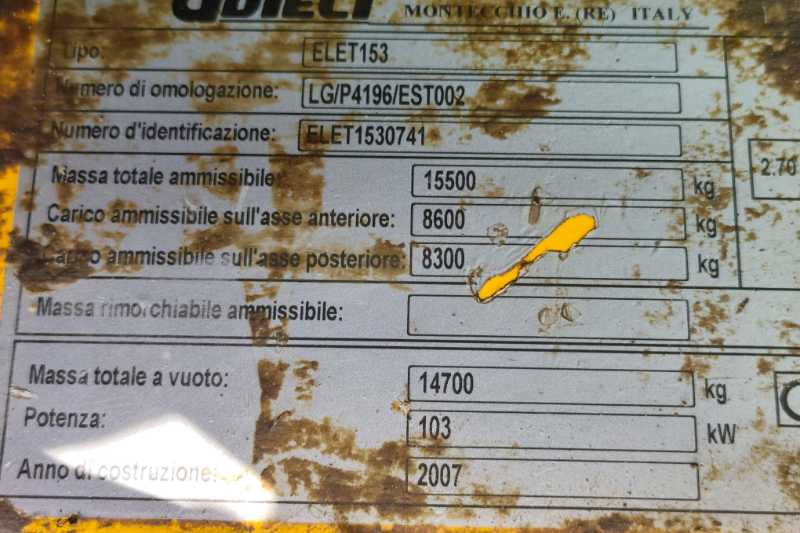 DIECI MONTECCHIO E. (RE) ITALY
Tipo: ELET153
Numero di omologazione: LG/P4196/EST002
Numero d'identificazione: ELET1530741
Massa totale ammissibile: 15500 kg 2.70
Carico ammissibile sull'asse anteriore: 8600 kg
Carico ammissibile sull'asse posteriore: 8300 kg
Massa rimorchiabile ammissibile:
Massa totale a vuoto: 14700 kg
Potenza: 103 kW
Anno di costruzione: 2007